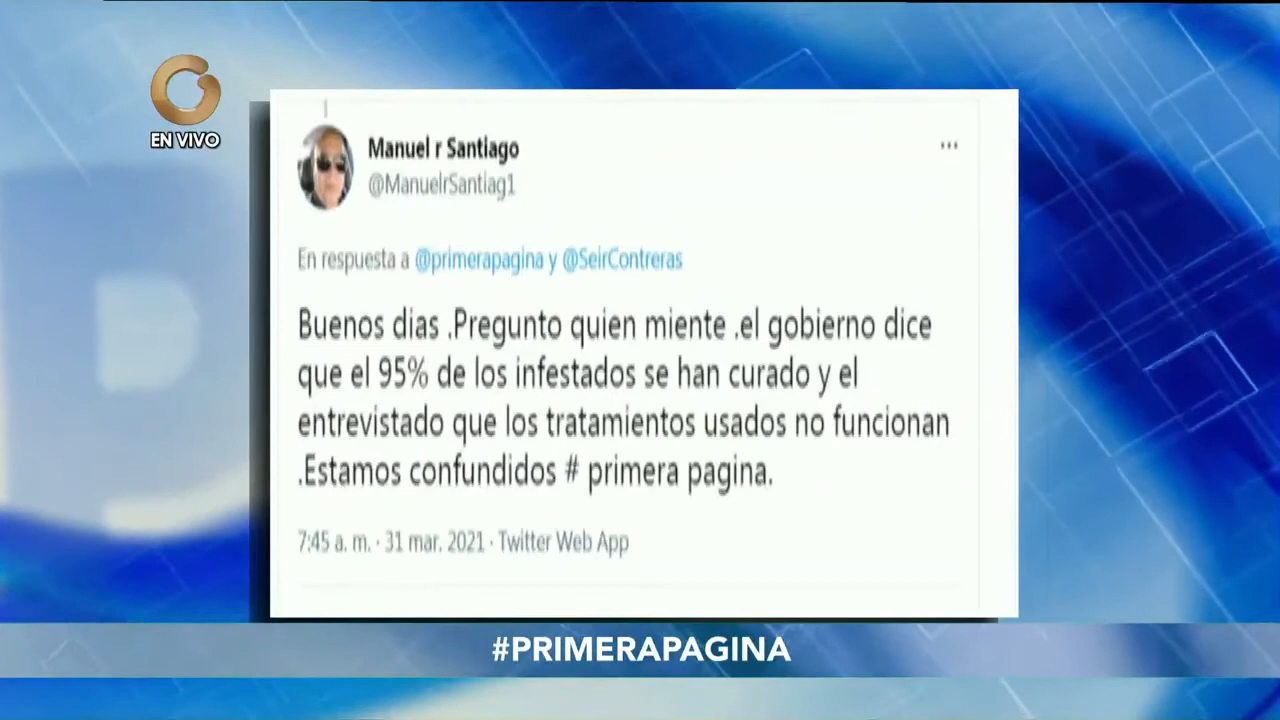 EN VIVO
Manuel r Santiago
@ManuelrSantiag1
En respuesta a @primerapagina y @SeirContreras
Buenos dias .Pregunto quien miente .el gobierno dice
que el 95% de los infestados se han curado y el
entrevistado que los tratamientos usados no funcionan
.Estamos confundidos # primera pagina.
7:45 a. m. · 31 mar. 2021 · Twitter Web App
#PRIMERAPAGINA